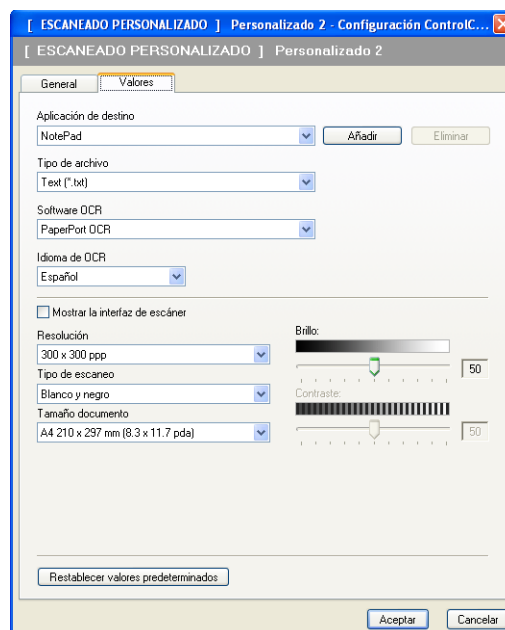 [ ESCANEADO PERSONALIZADO ] Personalizado 2 - Configuración ControlC...
[ ESCANEADO PERSONALIZADO ] Personalizado 2
General Valores
Aplicación de destino
NotePad Añadir Eliminar
Tipo de archivo
Text (*.txt)
Software OCR
PaperPort OCR
Idioma de OCR
Español
Mostrar la interfaz de escáner
Resolución Brillo:
300 x 300 ppp 50
Tipo de escaneo
Blanco y negro Contraste:
Tamaño documento
A4 210 x 297 mm (8.3 x 11.7 pda) 50
Restablecer valores predeterminados
Aceptar Cancelar